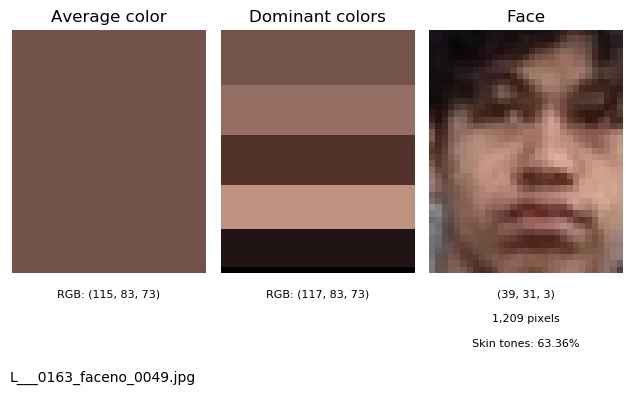 Average color
Dominant colors
Face
RGB: (115, 83, 73)
RGB: (117, 83, 73)
(39, 31, 3)
1,209 pixels
Skin tones: 63.36%
L___0163_faceno_0049.jpg